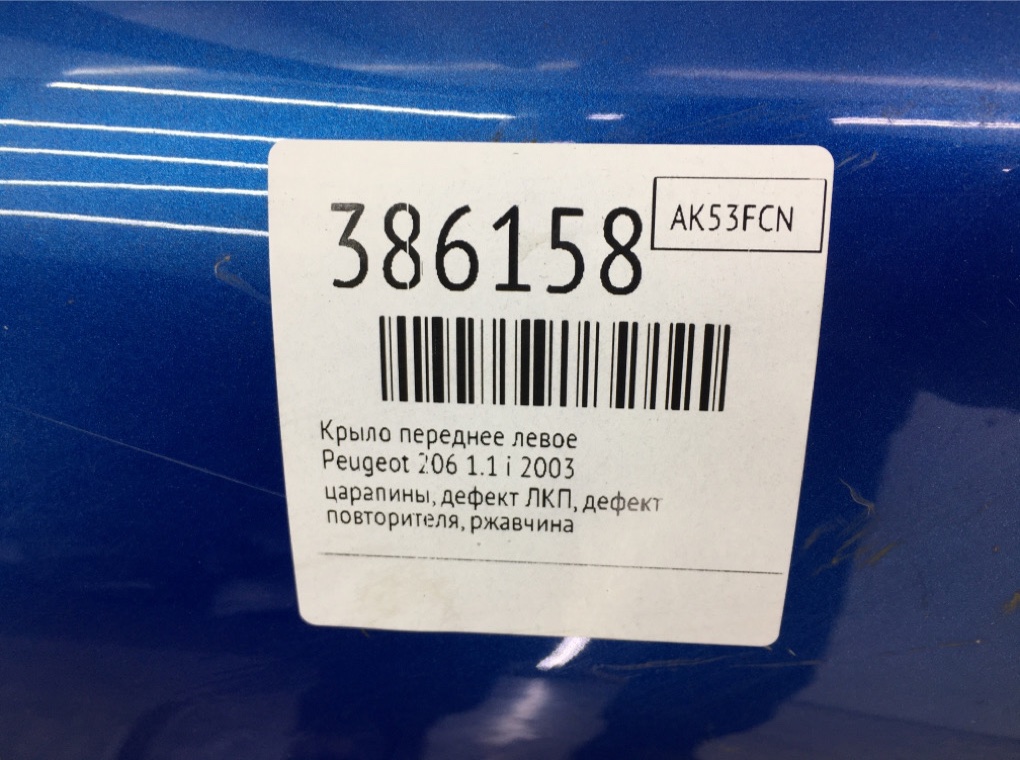 386158
AK53FCN
Крыло переднее левое
Peugeot 206 1.1 i 2003
царапины, дефект ЛКП, дефект
повторителя, ржавчина